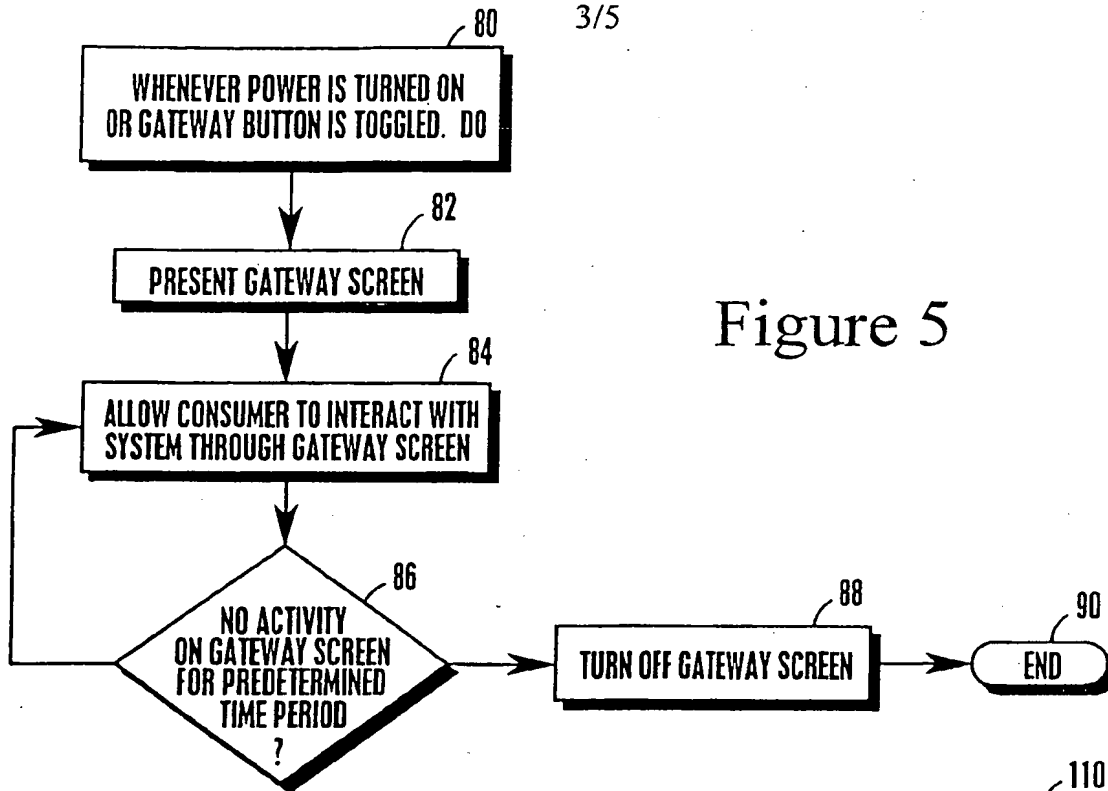 3/5
80
WHENEVER POWER IS TURNED ON
OR GATEWAY BUTTON IS TOGGLED. DO
82
PRESENT GATEWAY SCREEN
Figure 5
84
ALLOW CONSUMER TO INTERACT WITH
SYSTEM THROUGH GATEWAY SCREEN
86
NO ACTIVITY
ON GATEWAY SCREEN
FOR PREDETERMINED
TIME PERIOD
?
88
TURN OFF GATEWAY SCREEN
90
END
110